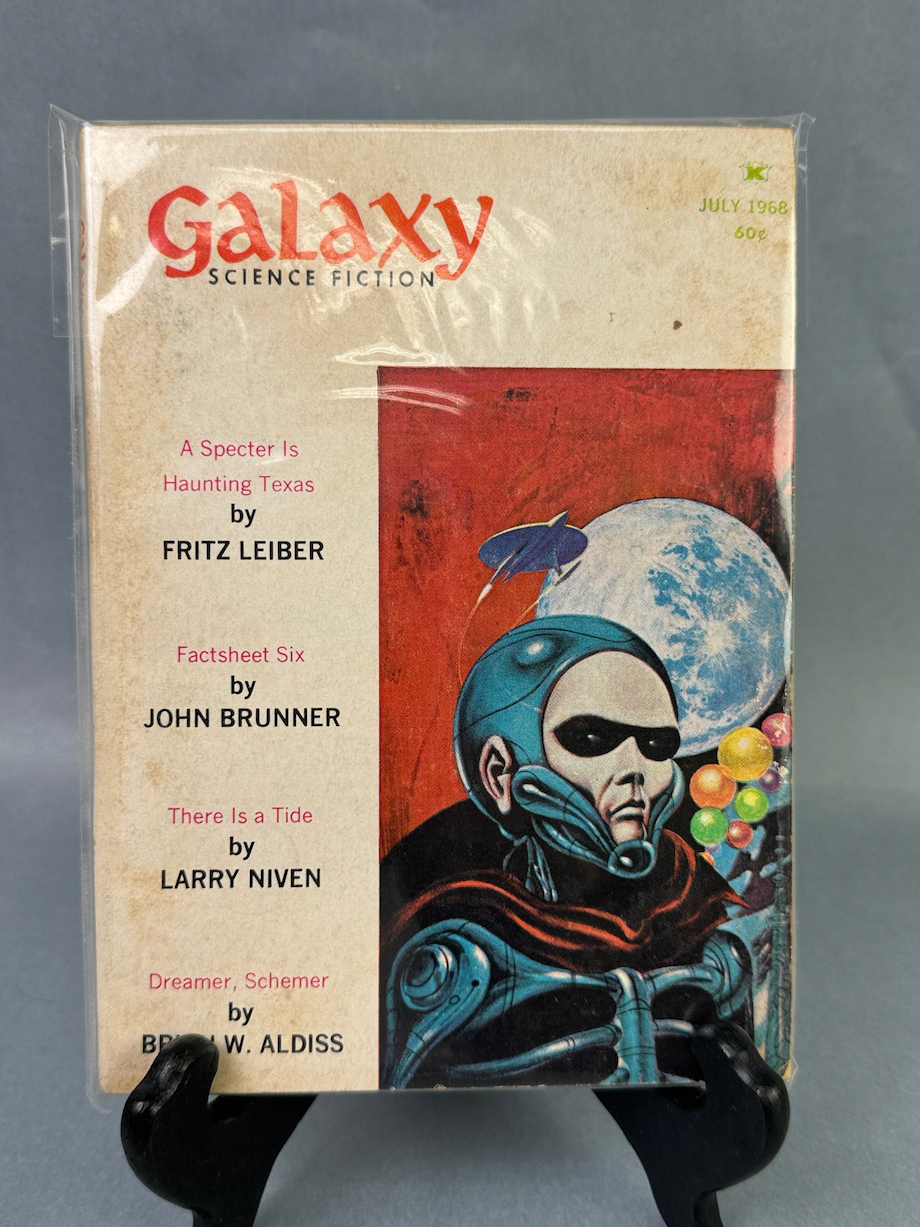 Galaxy
SCIENCE FICTION
K
JULY 1968
60¢
A Specter Is
Haunting Texas
by
FRITZ LEIBER
Factsheet Six
by
JOHN BRUNNER
There Is a Tide
by
LARRY NIVEN
Dreamer, Schemer
by
W. ALDISS